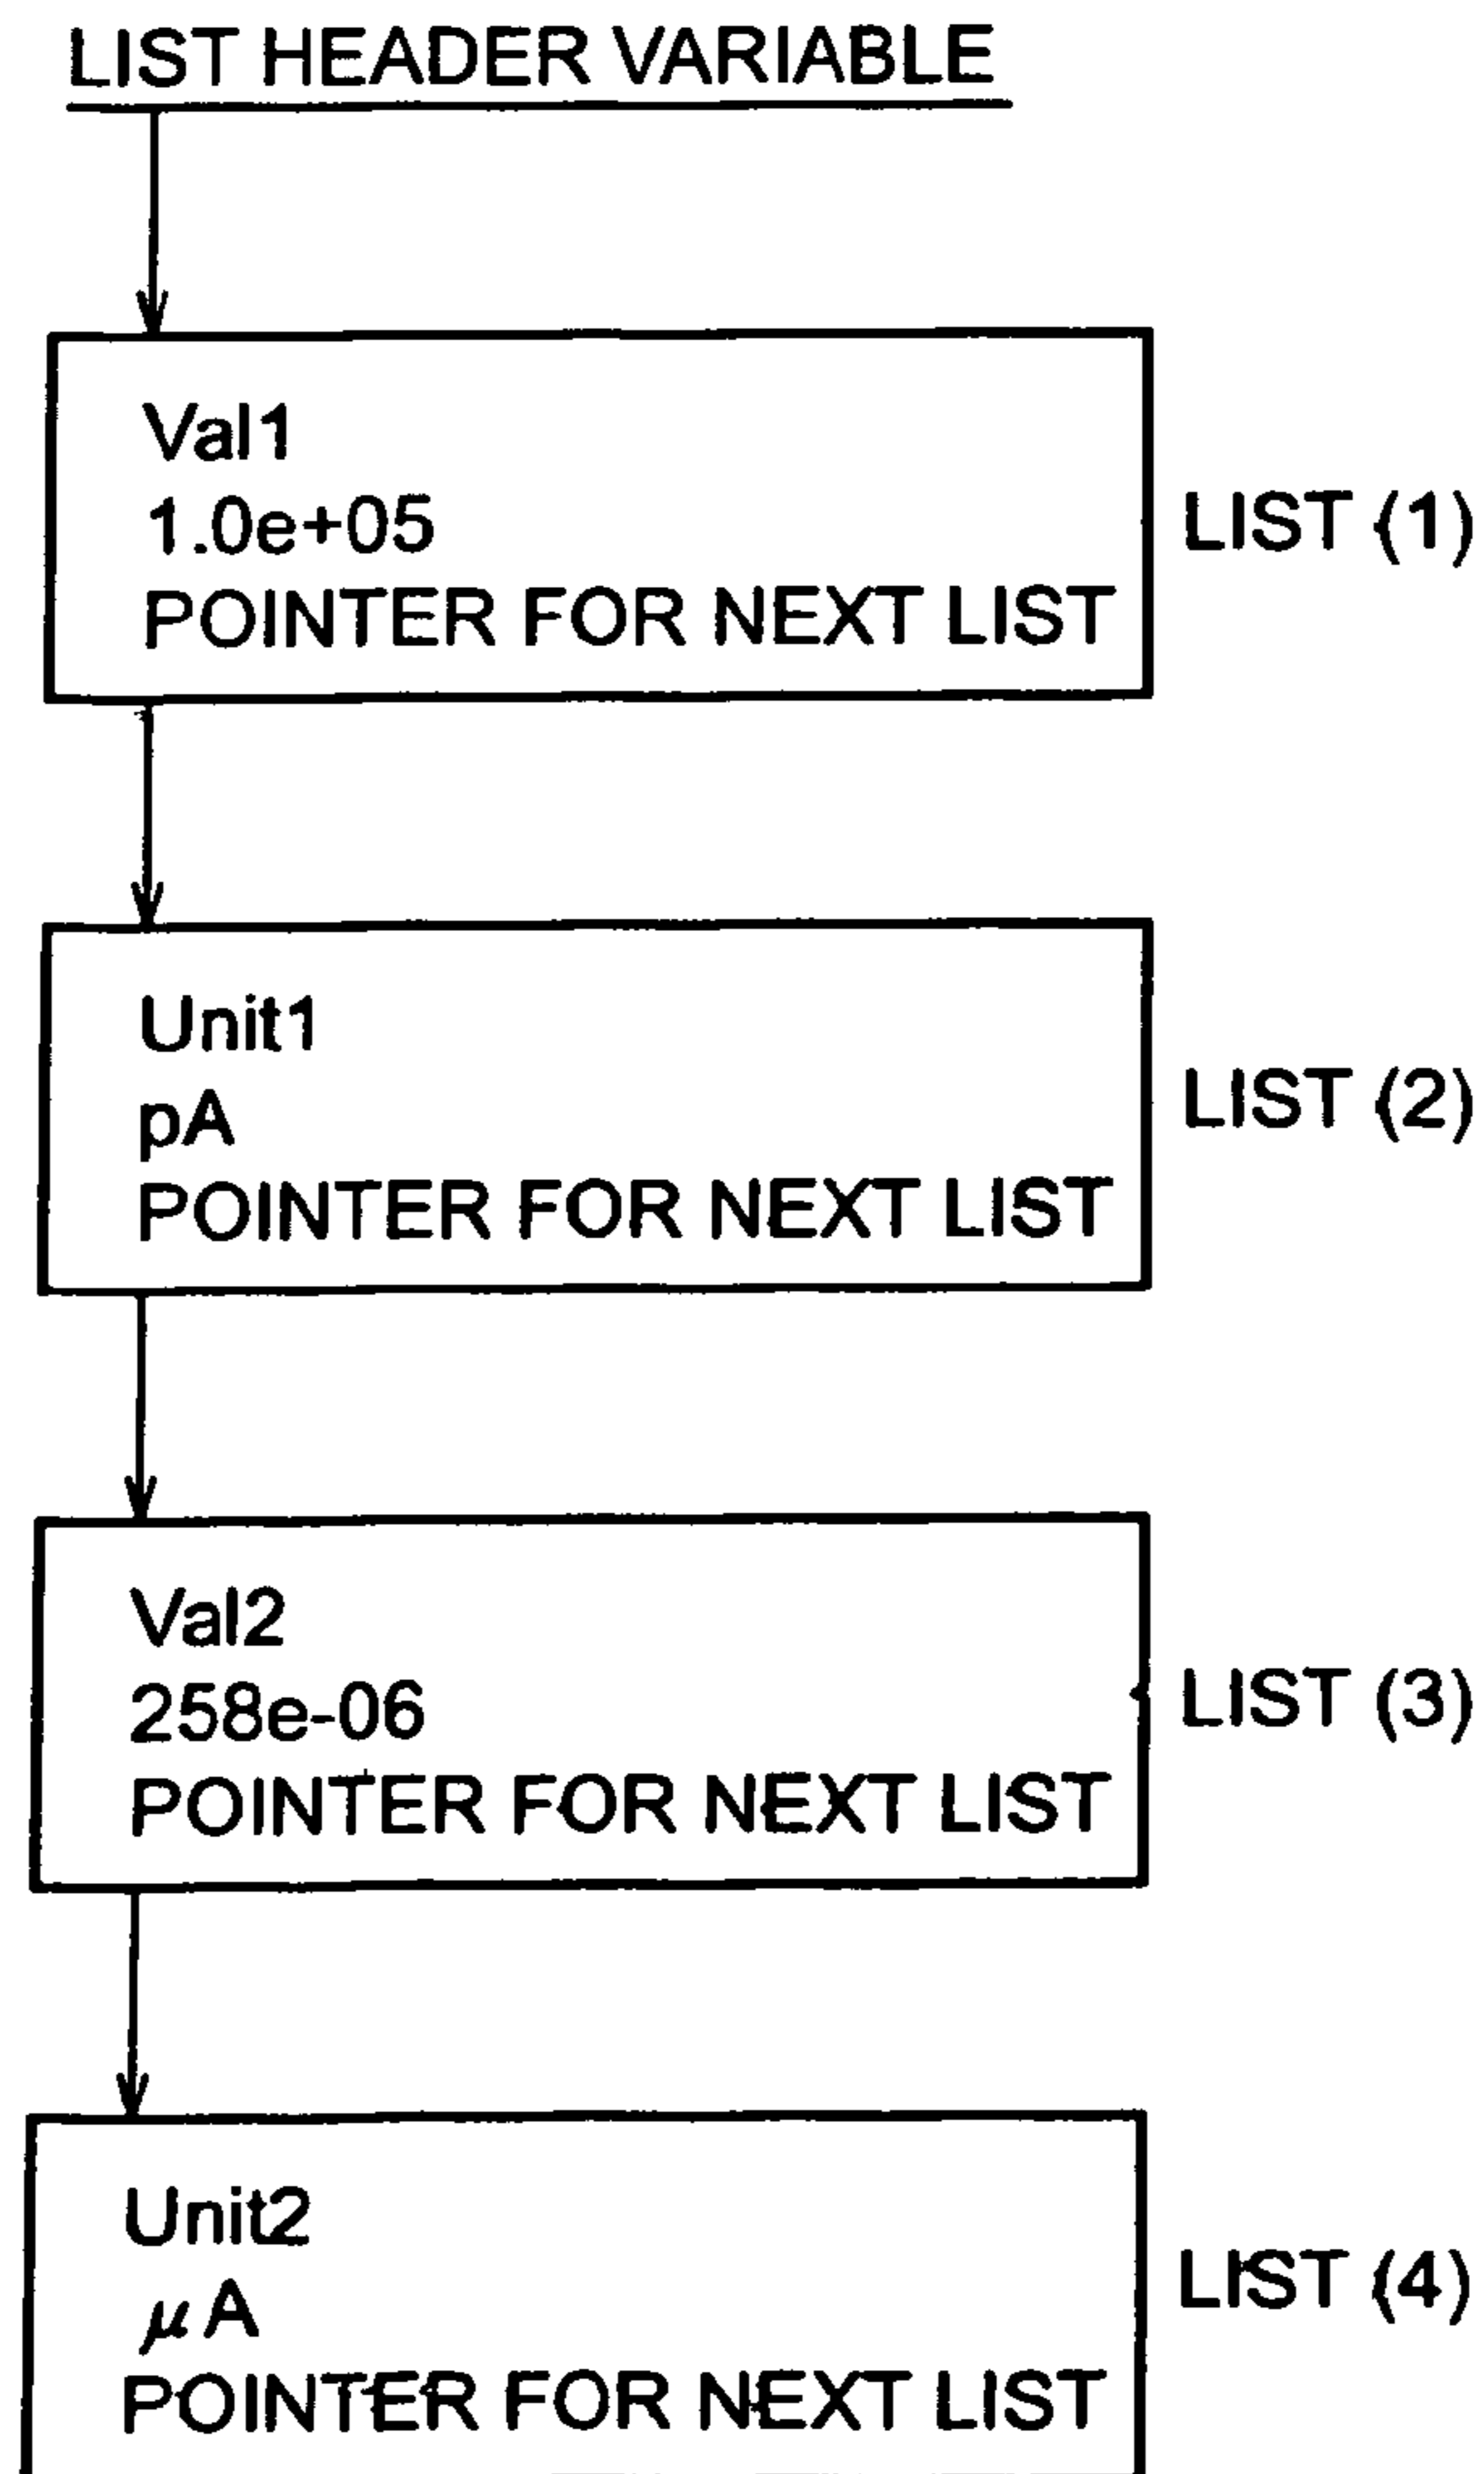 LIST HEADER VARIABLE
Val1
1.0e+05
POINTER FOR NEXT LIST
LIST (1)
Unit1
pA
POINTER FOR NEXT LIST
LIST (2)
Val2
258e-06
POINTER FOR NEXT LIST
LIST (3)
Unit2
μA
POINTER FOR NEXT LIST
LIST (4)